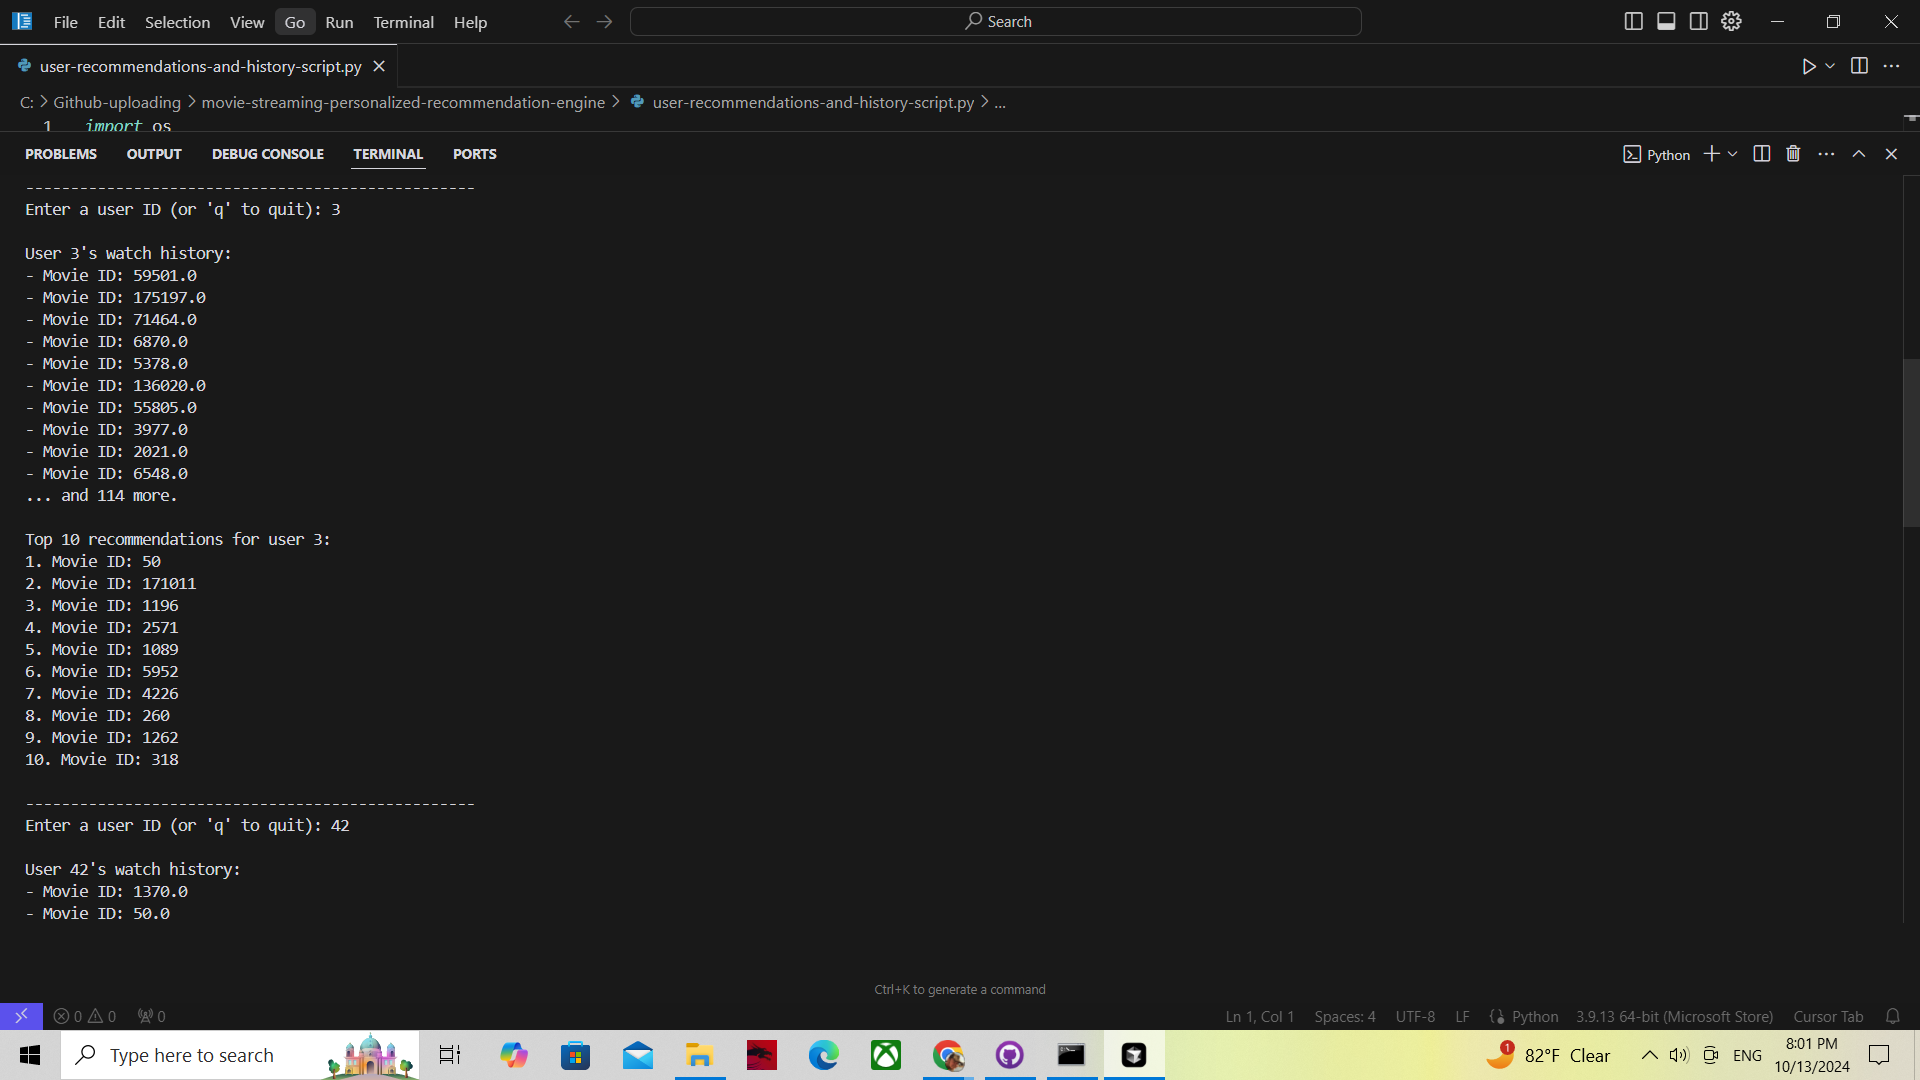 File Edit Selection View Go Run Terminal Help
Search
user-recommendations-and-history-script.py
C: > Github-uploading > movie-streaming-personalized-recommendation-engine > user-recommendations-and-history-script.py > ...
1 import os
PROBLEMS OUTPUT DEBUG CONSOLE TERMINAL PORTS
Python
--------------------------------------------------
Enter a user ID (or 'q' to quit): 3
User 3's watch history:
- Movie ID: 59501.0
- Movie ID: 175197.0
- Movie ID: 71464.0
- Movie ID: 6870.0
- Movie ID: 5378.0
- Movie ID: 136020.0
- Movie ID: 55805.0
- Movie ID: 3977.0
- Movie ID: 2021.0
- Movie ID: 6548.0
... and 114 more.
Top 10 recommendations for user 3:
1. Movie ID: 50
2. Movie ID: 171011
3. Movie ID: 1196
4. Movie ID: 2571
5. Movie ID: 1089
6. Movie ID: 5952
7. Movie ID: 4226
8. Movie ID: 260
9. Movie ID: 1262
10. Movie ID: 318
--------------------------------------------------
Enter a user ID (or 'q' to quit): 42
User 42's watch history:
- Movie ID: 1370.0
- Movie ID: 50.0
Ctrl+K to generate a command
0 0 0
Ln 1, Col 1 Spaces: 4 UTF-8 LF Python 3.9.13 64-bit (Microsoft Store) Cursor Tab
Type here to search
1
82°F Clear
ENG
8:01 PM
10/13/2024